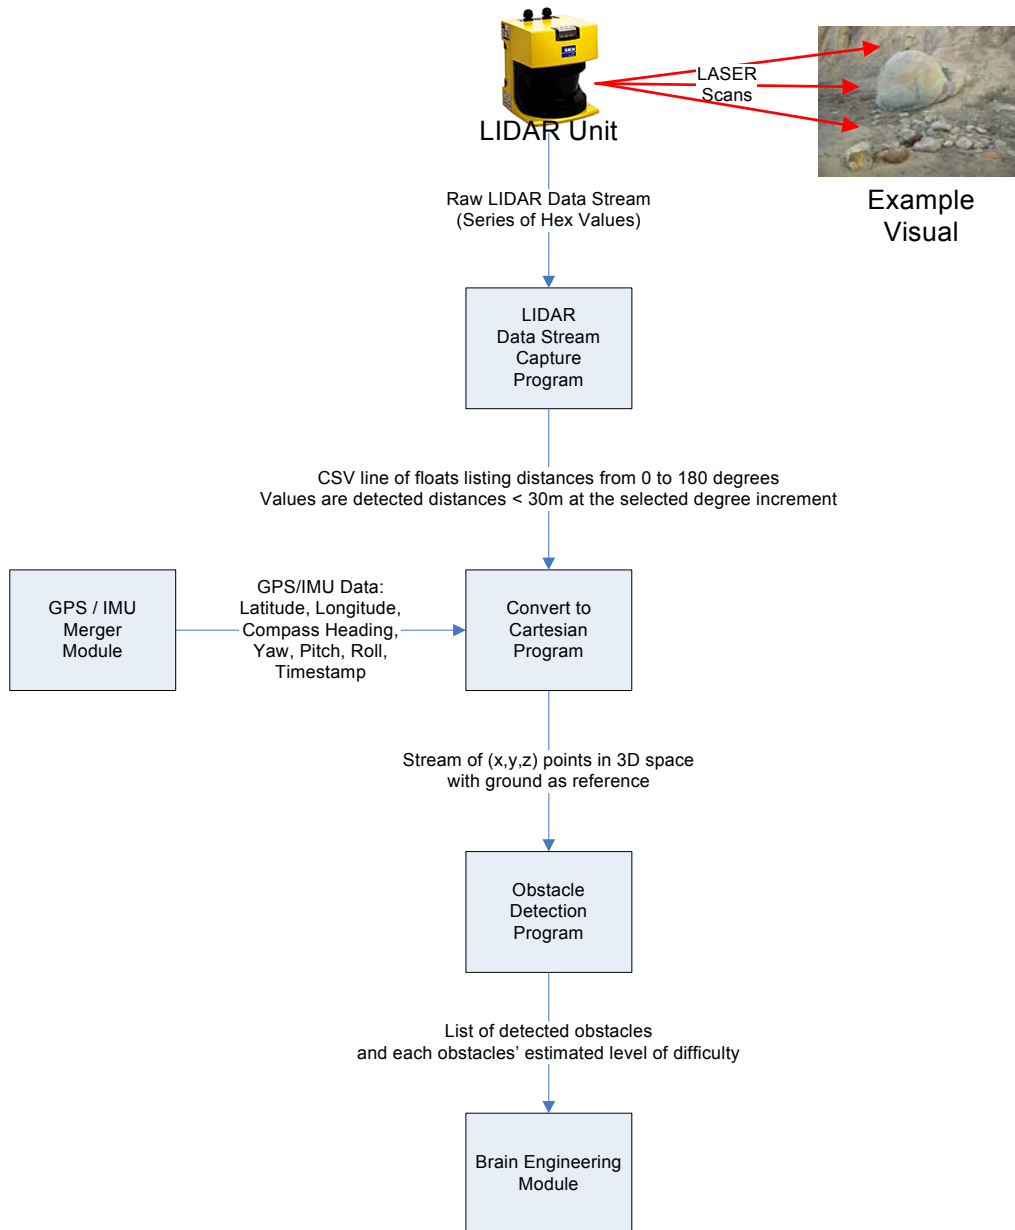 LASER
Scans
LIDAR Unit
Example
Visual
Raw LIDAR Data Stream
(Series of Hex Values)
LIDAR
Data Stream
Capture
Program
CSV line of floats listing distances from 0 to 180 degrees
Values are detected distances < 30m at the selected degree increment
GPS / IMU
Merger
Module
GPS/IMU Data:
Latitude, Longitude,
Compass Heading,
Yaw, Pitch, Roll,
Timestamp
Convert to
Cartesian
Program
Stream of (x,y,z) points in 3D space
with ground as reference
Obstacle
Detection
Program
List of detected obstacles
and each obstacles’ estimated level of difficulty
Brain Engineering
Module